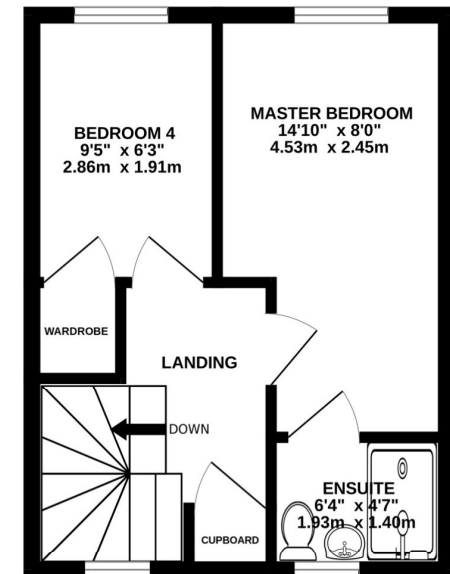 BEDROOM 4
9'5" x 6'3"
2.86m x 1.91m
MASTER BEDROOM
14'10" x 8'0"
4.53m x 2.45m
WARDROBE
LANDING
DOWN
ENSUITE
6'4" x 4'7"
1.93m x 1.40m
CUPBOARD